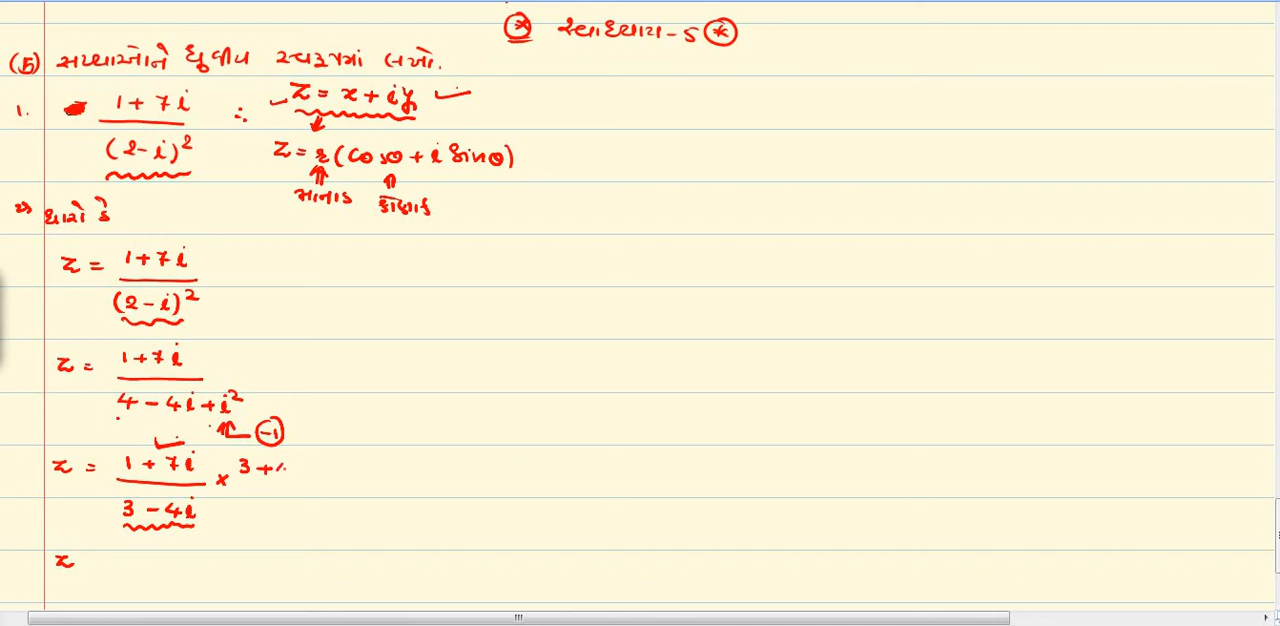 * સ્વાધ્યાય-5 *
(5) સંખ્યાઓને ધ્રુવીય સ્વરૂપમાં લખો.
1. 1+7i / (2-i)² ∴ z = x+iy
z = r(cosθ + i sinθ)
માનાંક કોણાંક
⇒ ધારો કે
z = 1+7i / (2-i)²
z = 1+7i / 4-4i+i²
-1
z = 1+7i / 3-4i × 3+
z